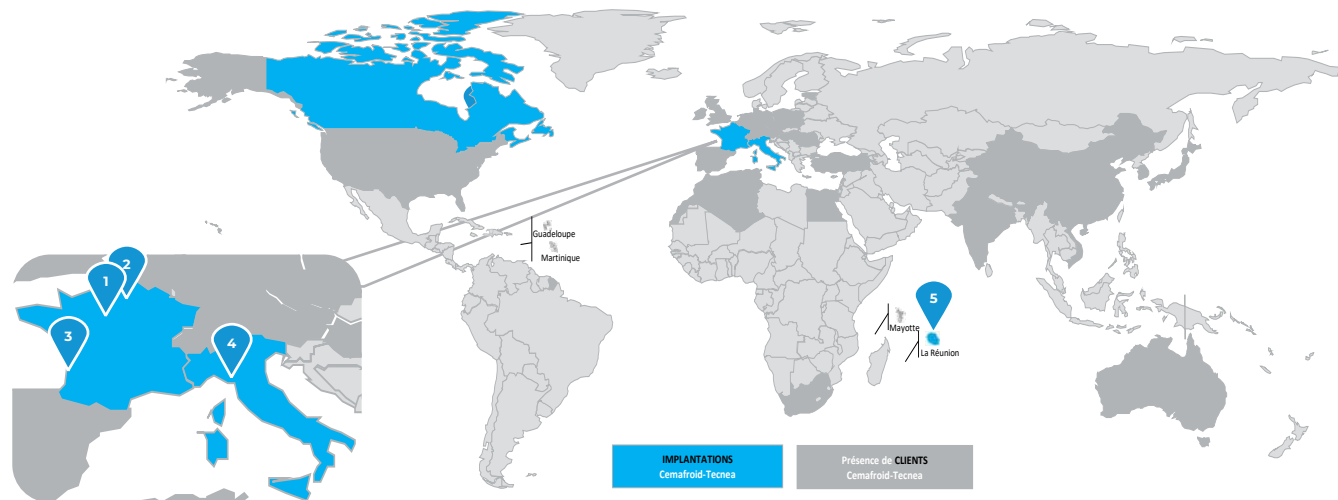 Guadeloupe
Martinique
2
1
3
4
5
Mayotte
La Réunion
IMPLANTATIONS
Cemafroid-Tecnea
Présence de CLIENTS
Cemafroid-Tecnea